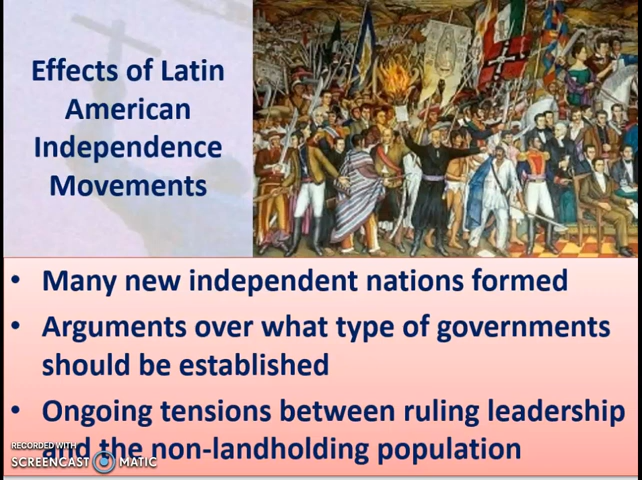 Effects of Latin
American
Independence
Movements
• Many new independent nations formed
• Arguments over what type of governments
should be established
• Ongoing tensions between ruling leadership
and the non-landholding population
RECORDED WITH
SCREENCAST MATIC